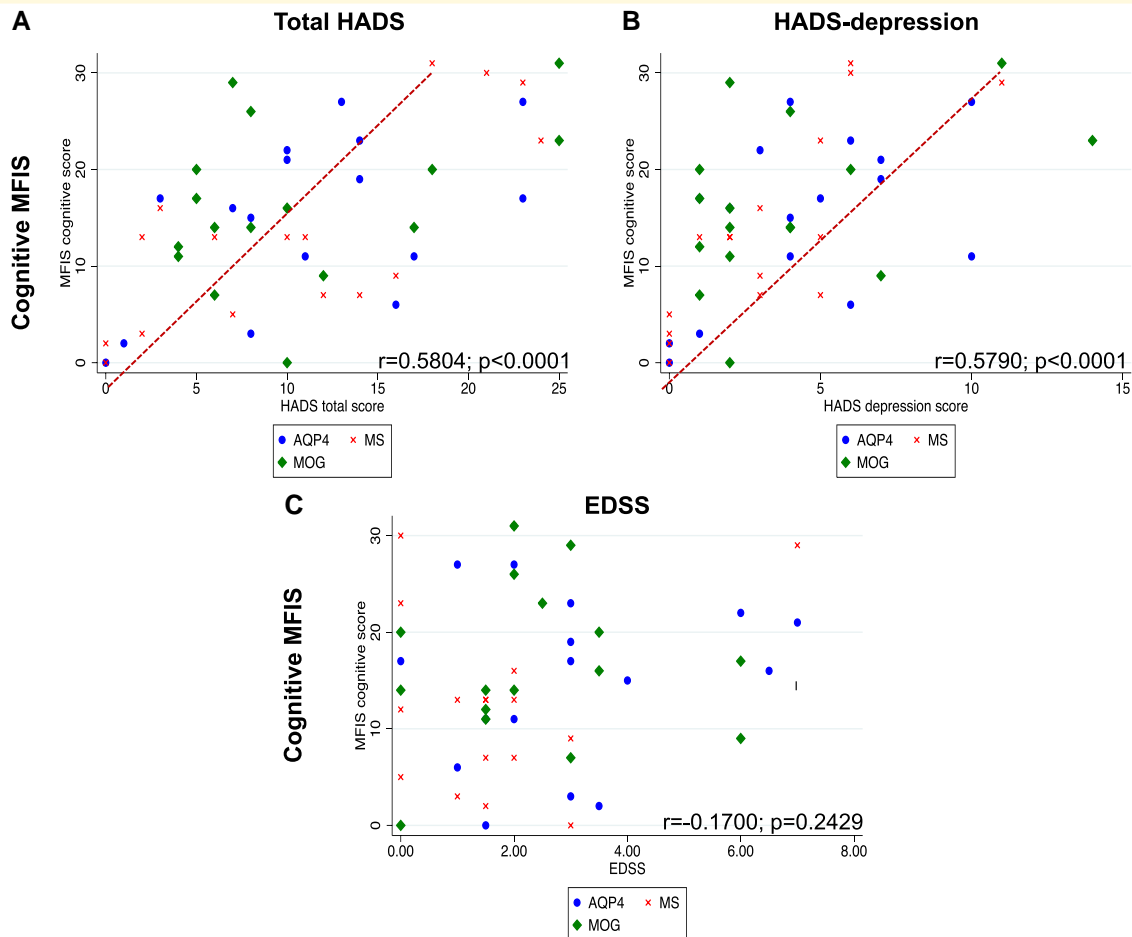 A
Total HADS
B
HADS-depression
Cognitive MFIS
MFIS cognitive score
30
20
10
0
r=0.5804; p<0.0001
0 5 10 15 20 25
HADS total score
AQP4 MS
MOG
MFIS cognitive score
30
20
10
0
r=0.5790; p<0.0001
0 5 10 15
HADS depression score
AQP4 MS
MOG
C
EDSS
Cognitive MFIS
MFIS cognitive score
30
20
10
0
r=-0.1700; p=0.2429
0.00 2.00 4.00 6.00 8.00
EDSS
AQP4 MS
MOG